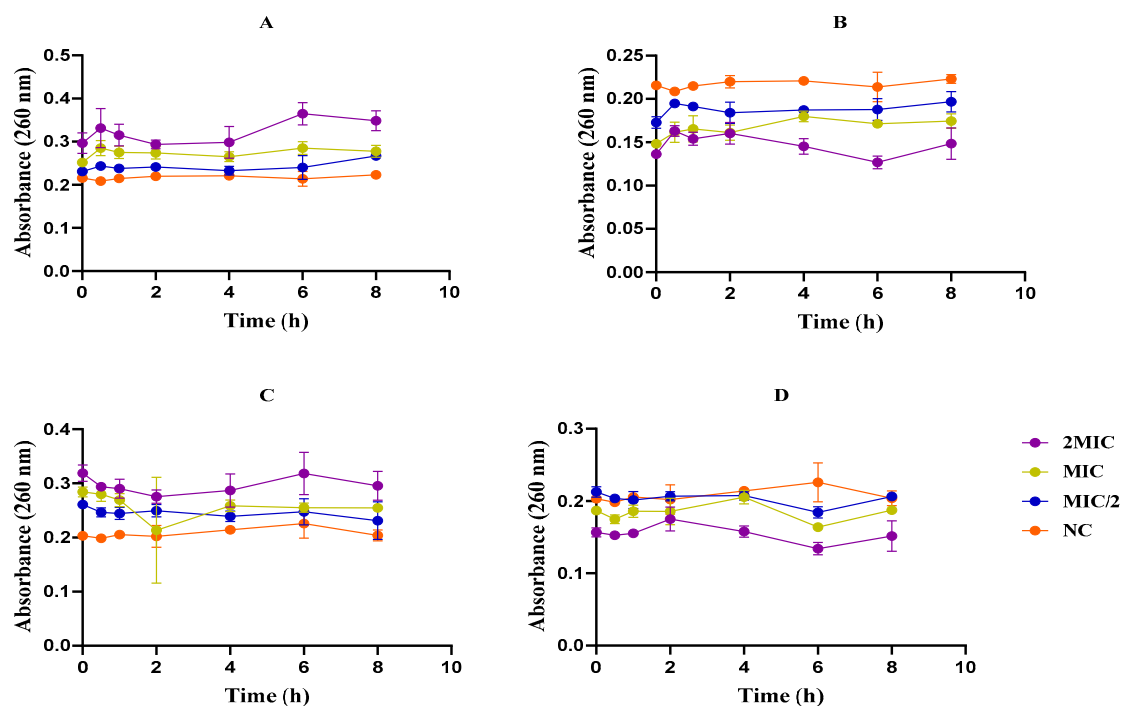 A
Absorbance (260 nm)
0.5
0.4
0.3
0.2
0.1
0.0
0 2 4 6 8 10
Time (h)
B
Absorbance (260 nm)
0.25
0.20
0.15
0.10
0.05
0.00
0 2 4 6 8 10
Time (h)
C
Absorbance (260 nm)
0.4
0.3
0.2
0.1
0.0
0 2 4 6 8 10
Time (h)
D
Absorbance (260 nm)
0.3
0.2
0.1
0.0
0 2 4 6 8 10
Time (h)
2MIC
MIC
MIC/2
NC